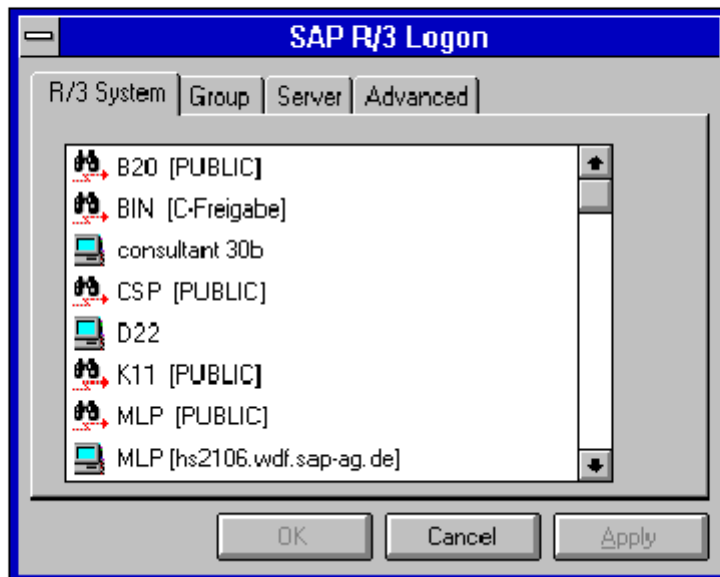 SAP R/3 Logon
R/3 System Group Server Advanced
B20 [PUBLIC]
BIN [C-Freigabe]
consultant 30b
CSP [PUBLIC]
D22
K11 [PUBLIC]
MLP [PUBLIC]
MLP [hs2106.wdf.sap-ag.de]
OK Cancel Apply